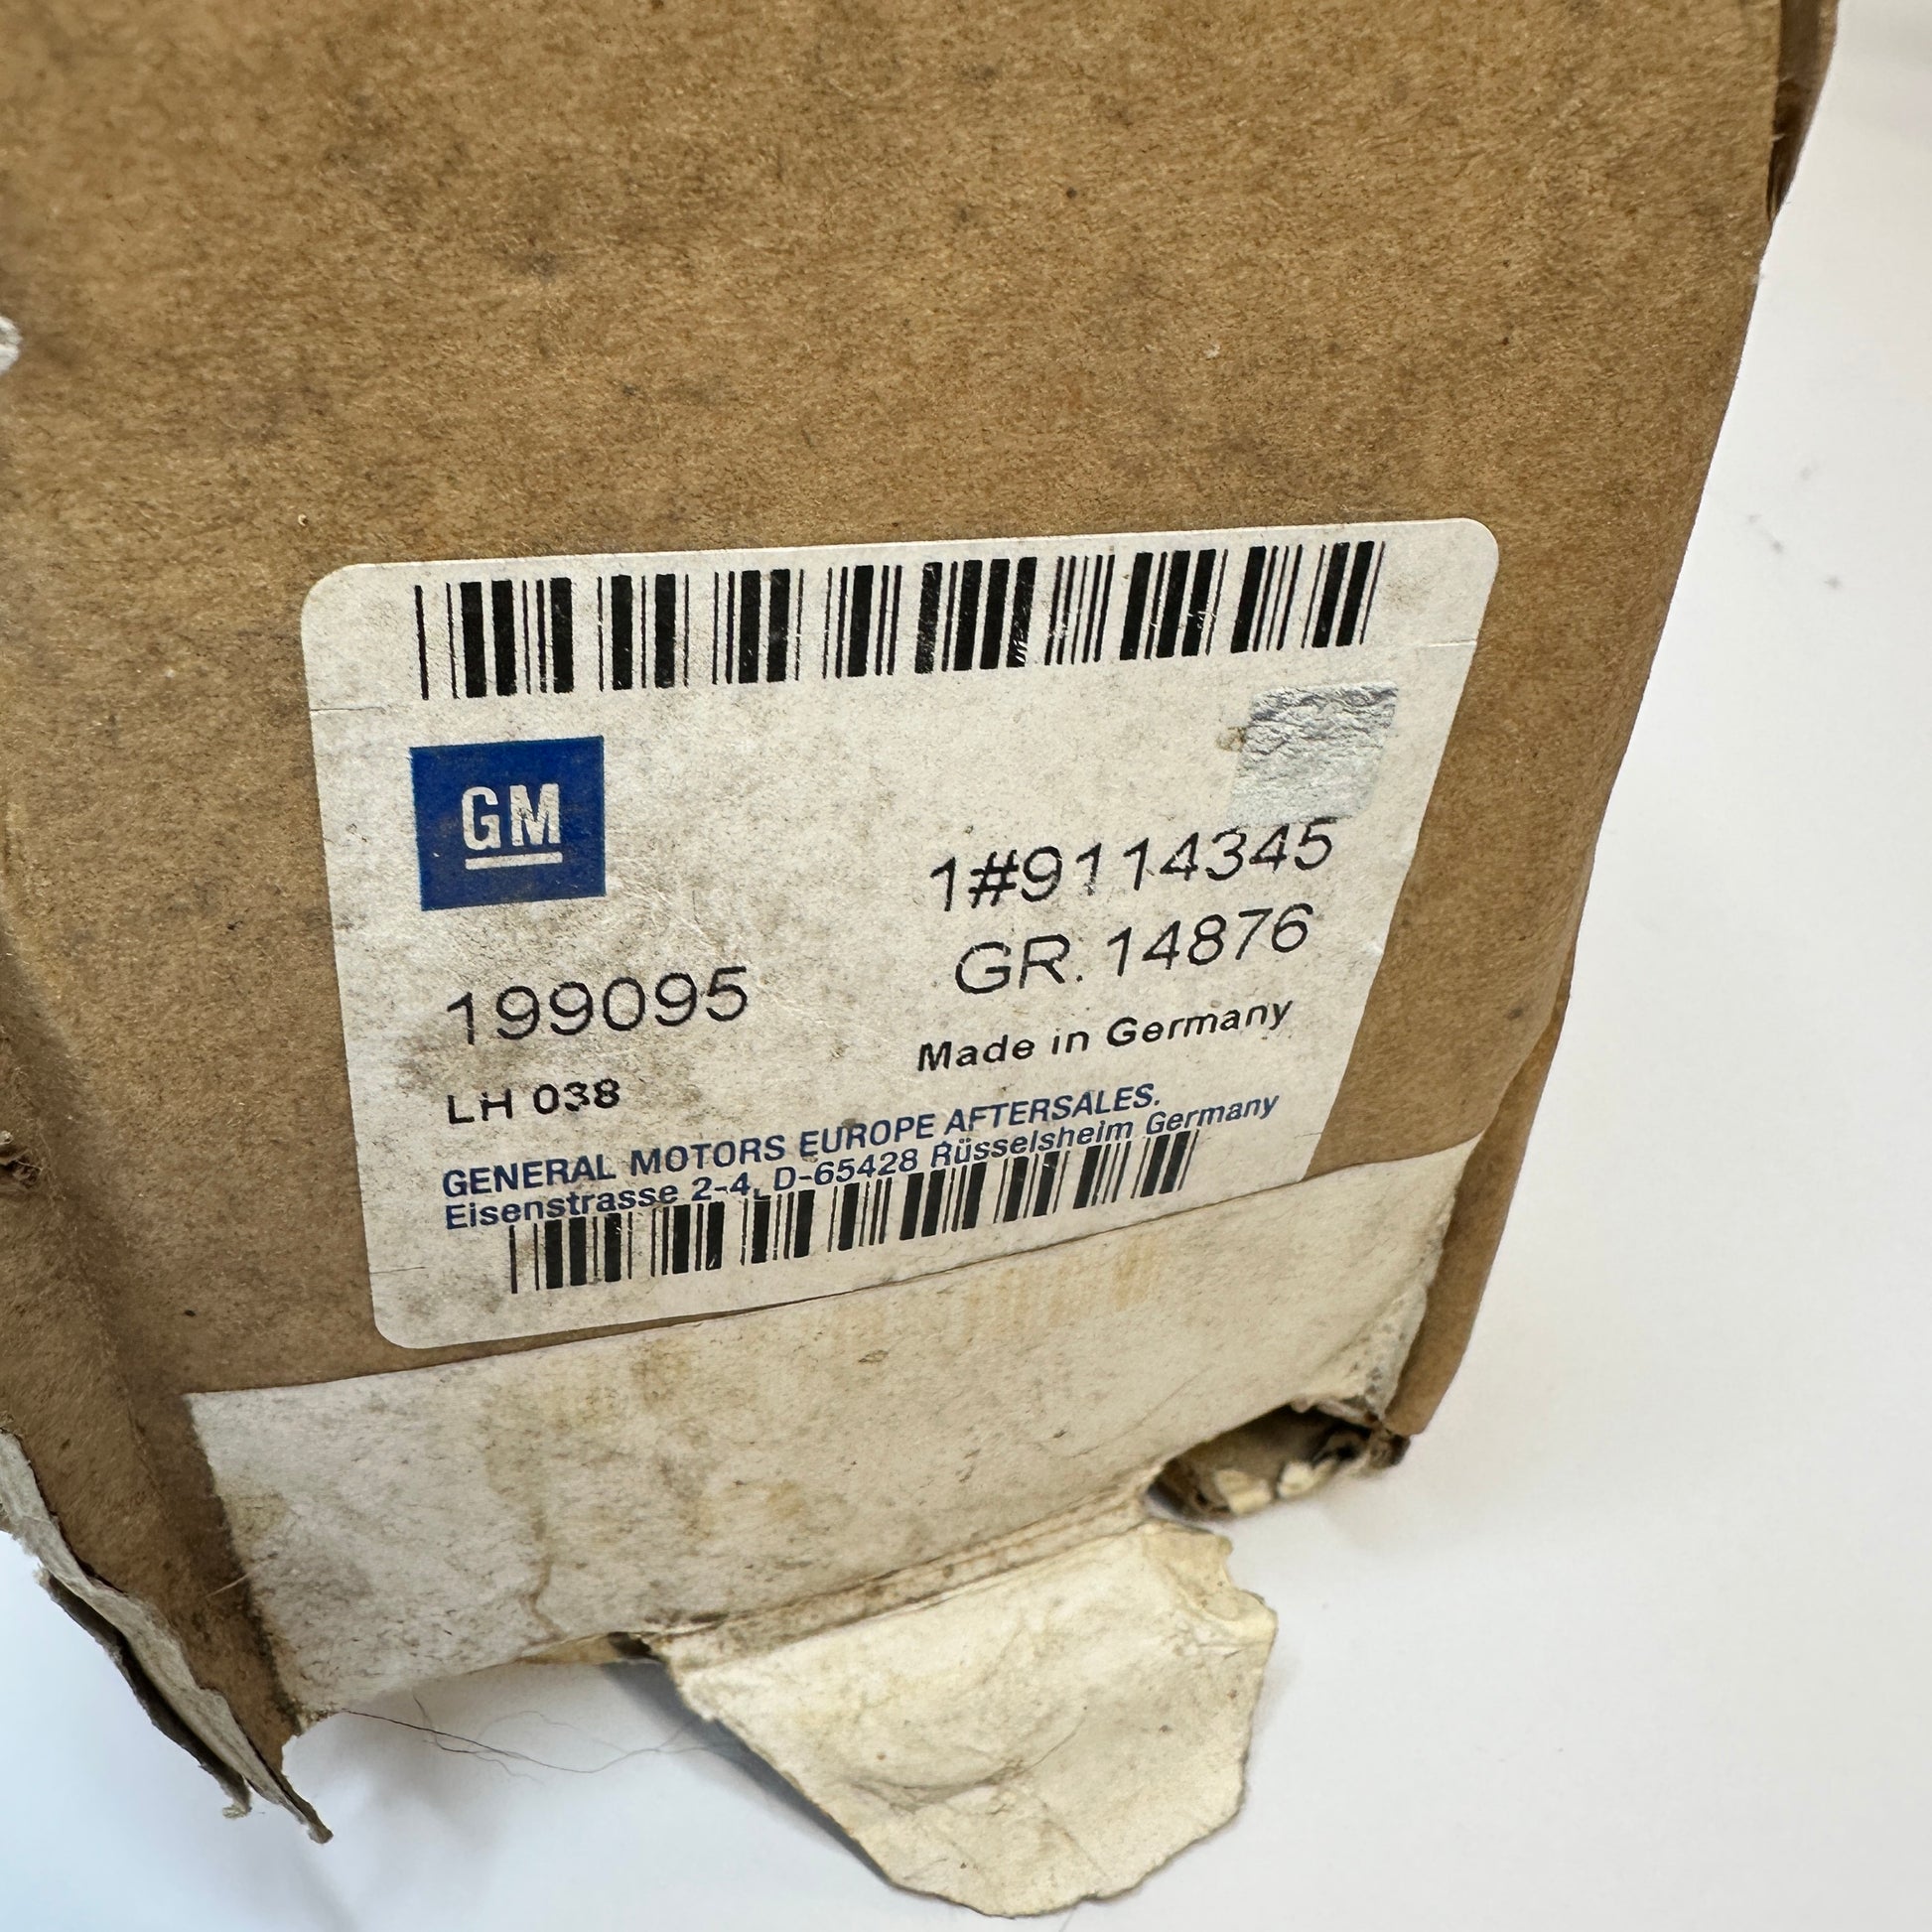 GM
1#9114345
GR. 14876
199095
Made in Germany
LH 038
GENERAL MOTORS EUROPE AFTERSALES.
Eisenstrasse 2-4, D-65428 Rüsselsheim Germany